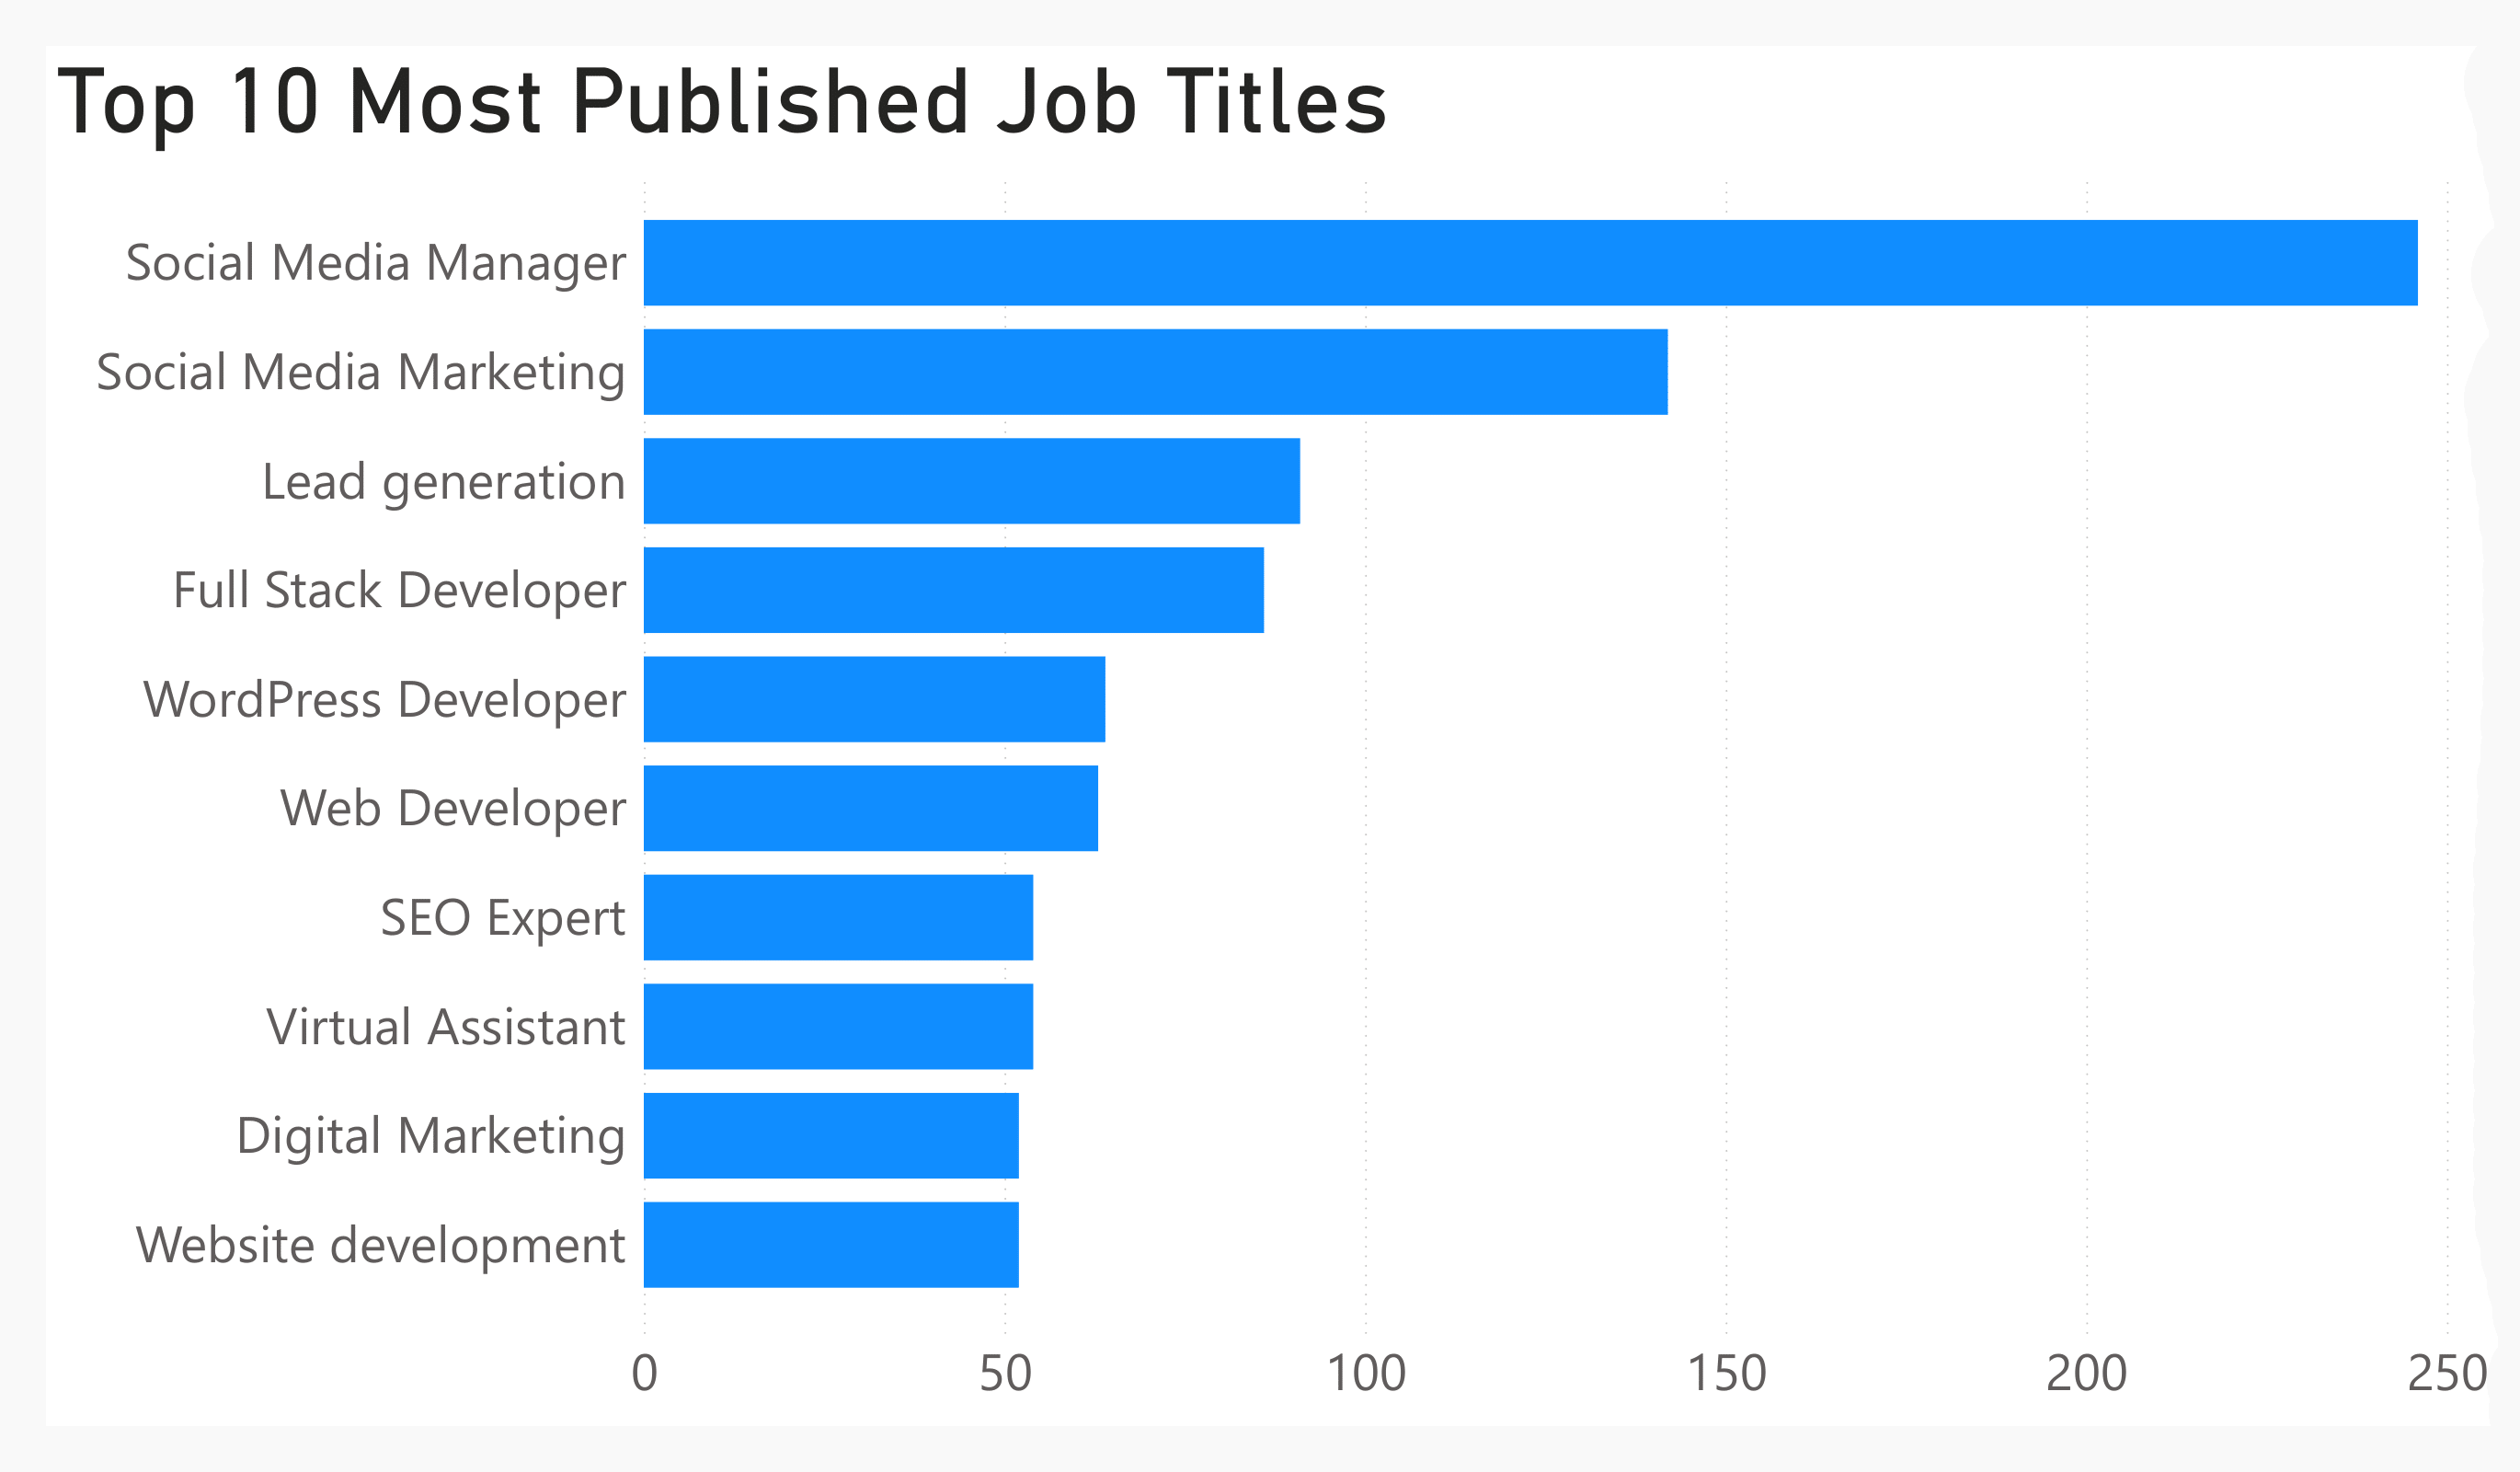 Top 10 Most Published Job Titles
Social Media Manager
Social Media Marketing
Lead generation
Full Stack Developer
WordPress Developer
Web Developer
SEO Expert
Virtual Assistant
Digital Marketing
Website development
0 50 100 150 200 250